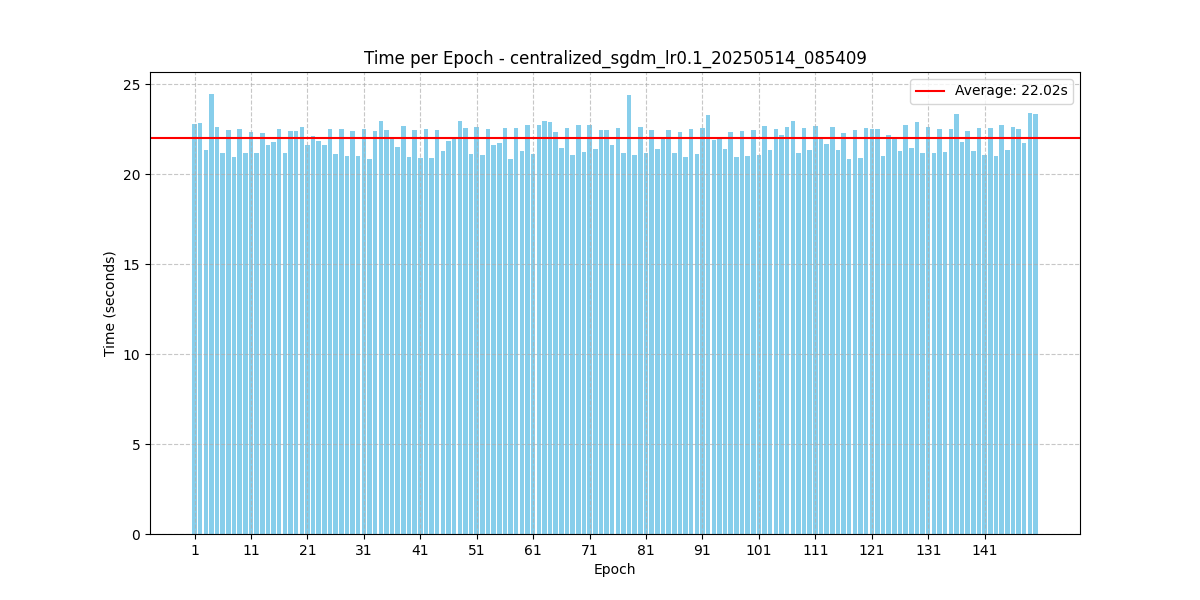 Time per Epoch - centralized_sgdm_lr0.1_20250514_085409
Average: 22.02s
25
20
15
10
5
0
Time (seconds)
1 11 21 31 41 51 61 71 81 91 101 111 121 131 141
Epoch